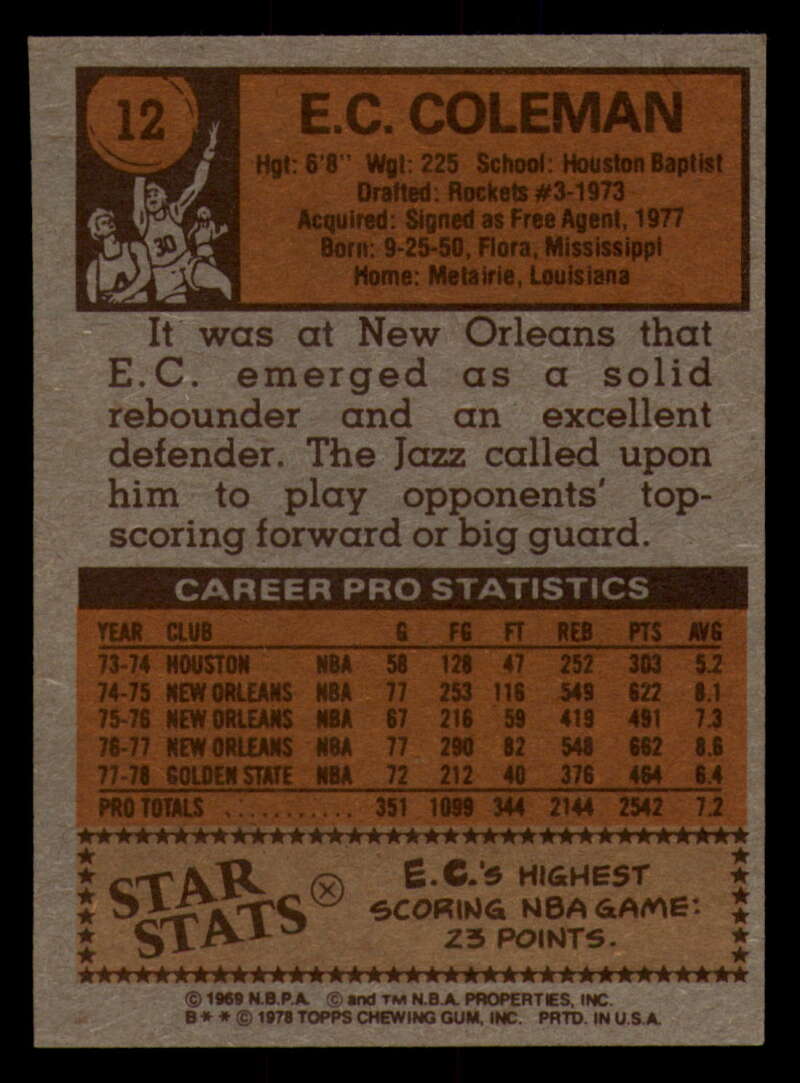 12
E.C. COLEMAN
Hgt: 6'8" Wgt: 225 School: Houston Baptist
Drafted: Rockets #3-1973
Acquired: Signed as Free Agent, 1977
Born: 9-25-50, Flora, Mississippi
Home: Metairie, Louisiana
30
It was at New Orleans that
E.C. emerged as a solid
rebounder and an excellent
defender. The Jazz called upon
him to play opponents' top-
scoring forward or big guard.
CAREER PRO STATISTICS
YEAR CLUB G FG FT REB PTS AVG
73-74 HOUSTON NBA 58 128 47 252 303 5.2
74-75 NEW ORLEANS NBA 77 253 116 549 622 8.1
75-76 NEW ORLEANS NBA 67 216 59 419 491 7.3
76-77 NEW ORLEANS NBA 77 290 82 548 662 8.6
77-78 GOLDEN STATE NBA 72 212 40 376 464 6.4
PRO TOTALS ........... 351 1099 344 2144 2542 7.2
STAR
STATS
E.C.'S HIGHEST
SCORING NBA GAME:
23 POINTS.
© 1969 N.B.P.A. © and TM N.B.A. PROPERTIES, INC.
B * * © 1978 TOPPS CHEWING GUM, INC. PRTD. IN U.S.A.